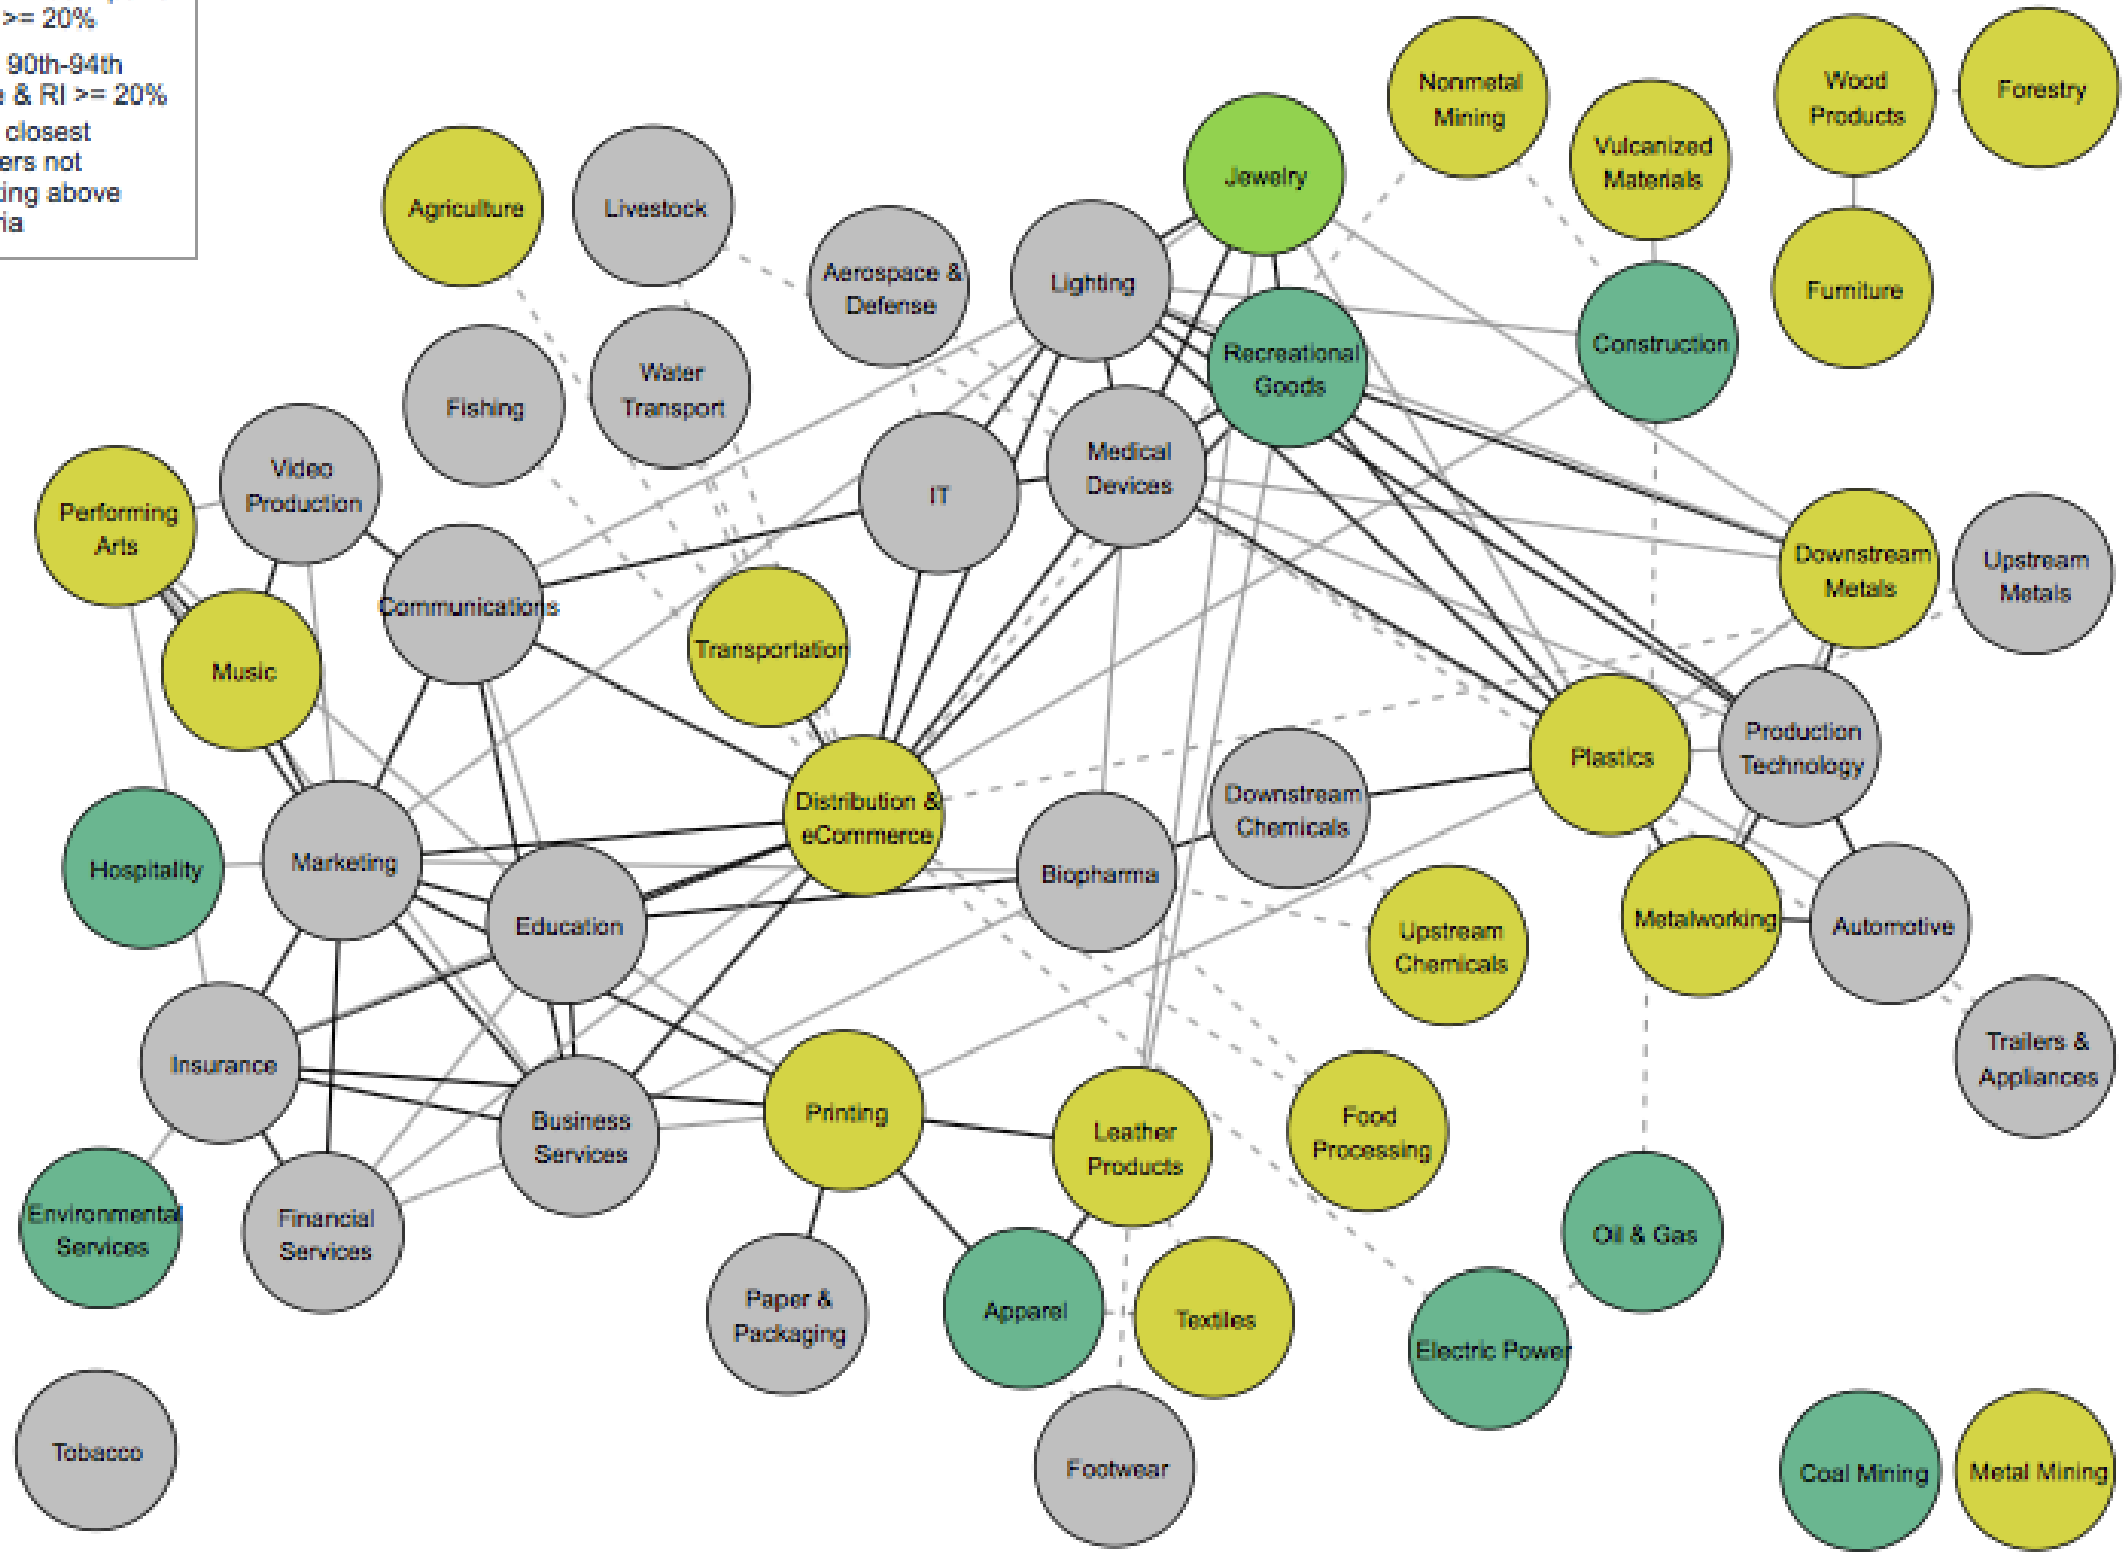 >= 20%
90th-94th
& RI >= 20%
closest
ers not
ting above
ria
Nonmetal
Mining
Wood
Products
Forestry
Vulcanized
Materials
Jewelry
Agriculture
Livestock
Aerospace &
Defense
Lighting
Furniture
Construction
Recreational
Goods
Water
Transport
Fishing
Video
Production
Performing
Arts
IT
Medical
Devices
Downstream
Metals
Upstream
Metals
Communications
Music
Transportation
Plastics
Production
Technology
Distribution &
eCommerce
Downstream
Chemicals
Hospitality
Marketing
Biopharma
Education
Upstream
Chemicals
Metalworking
Automotive
Insurance
Business
Services
Printing
Leather
Products
Food
Processing
Trailers &
Appliances
Environmental
Services
Financial
Services
Oil & Gas
Paper &
Packaging
Apparel
Textiles
Electric Power
Tobacco
Footwear
Coal Mining
Metal Mining